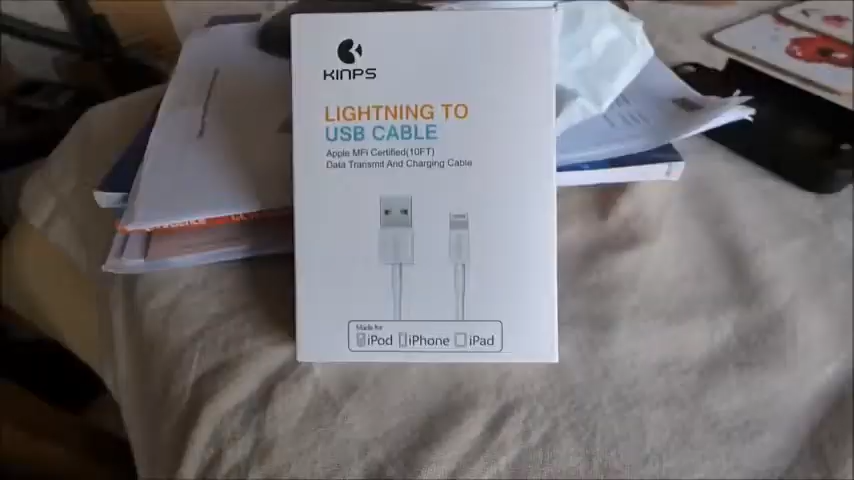 KINPS
LIGHTNING TO
USB CABLE
Apple MFi Certified(10FT)
Data Transmit And Charging Cable
Made for
iPod iPhone iPad